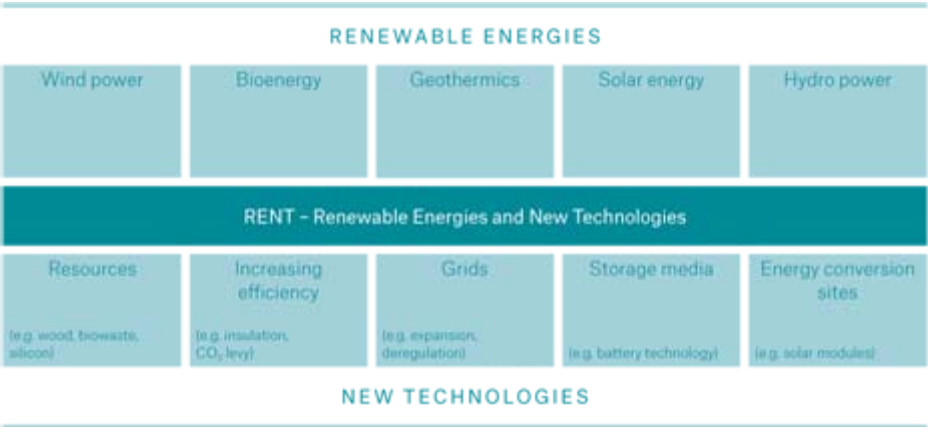 RENEWABLE ENERGIES
Wind power
Bioenergy
Geothermics
Solar energy
Hydro power
RENT – Renewable Energies and New Technologies
Resources
(e.g. wood, biowaste,
silicon)
Increasing
efficiency
(e.g. insulation,
CO₂ levy)
Grids
(e.g. expansion,
deregulation)
Storage media
(e.g. battery technology)
Energy conversion
sites
(e.g. solar modules)
NEW TECHNOLOGIES